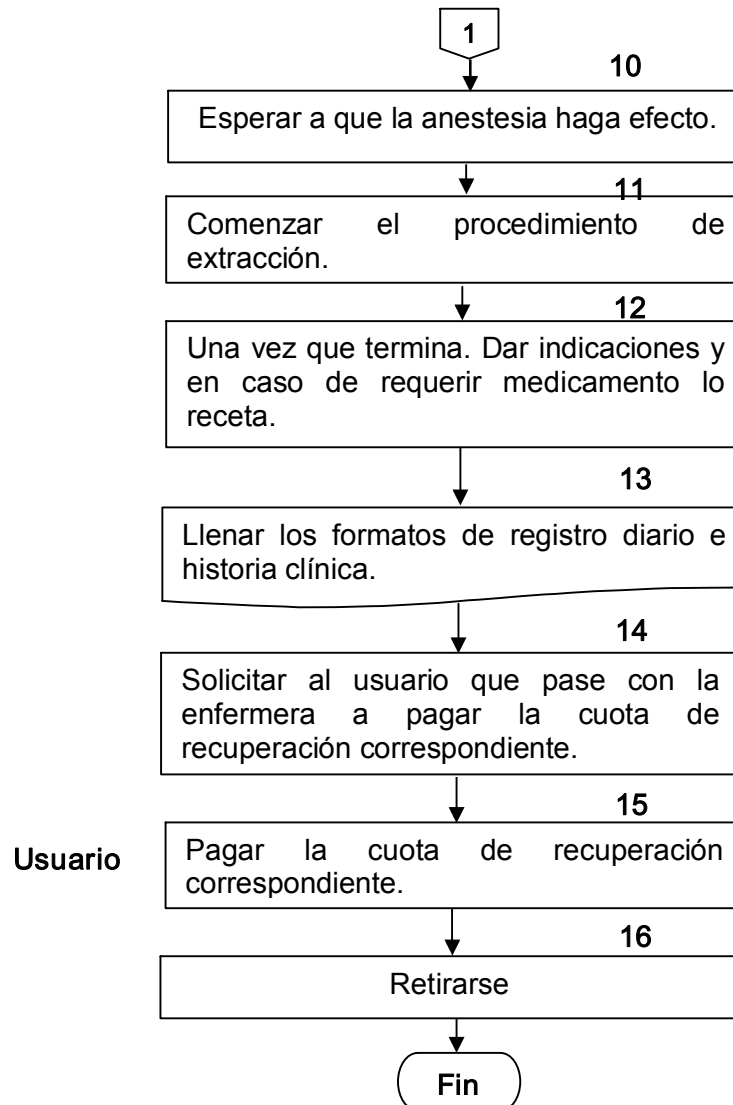 1
10
Esperar a que la anestesia haga efecto.
11
Comenzar el procedimiento de
extracción.
12
Una vez que termina. Dar indicaciones y
en caso de requerir medicamento lo
receta.
13
Llenar los formatos de registro diario e
historia clínica.
14
Solicitar al usuario que pase con la
enfermera a pagar la cuota de
recuperación correspondiente.
15
Usuario
Pagar la cuota de recuperación
correspondiente.
16
Retirarse
Fin